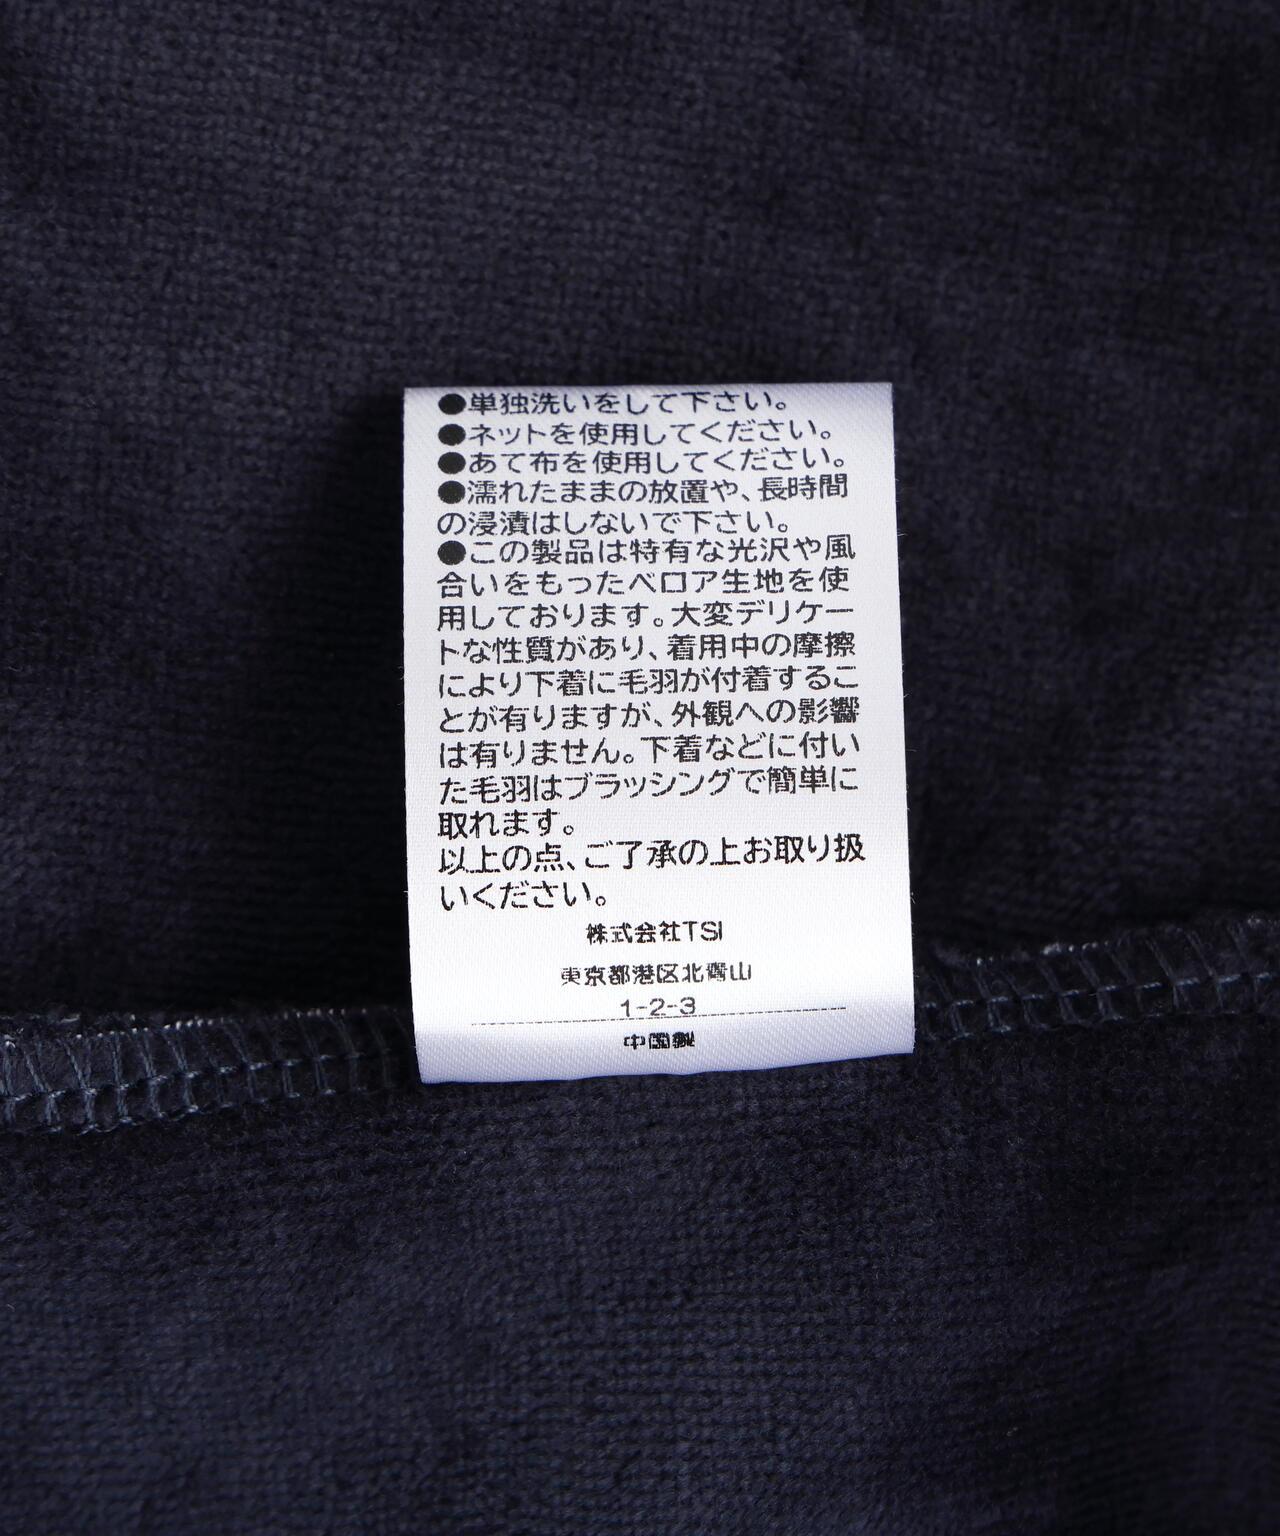 ●単独洗いをして下さい。
●ネットを使用してください。
●あて布を使用してください。
●濡れたままの放置や、長時間
の浸漬はしないで下さい。
●この製品は特有な光沢や風
合いをもったベロア生地を使
用しております。大変デリケー
トな性質があり、着用中の摩擦
により下着に毛羽が付着するこ
とが有りますが、外観への影響
は有りません。下着などに付い
た毛羽はブラッシングで簡単に
取れます。
以上の点、ご了承の上お取り扱
いください。
株式会社TSI
東京都港区北青山
1-2-3
中国製